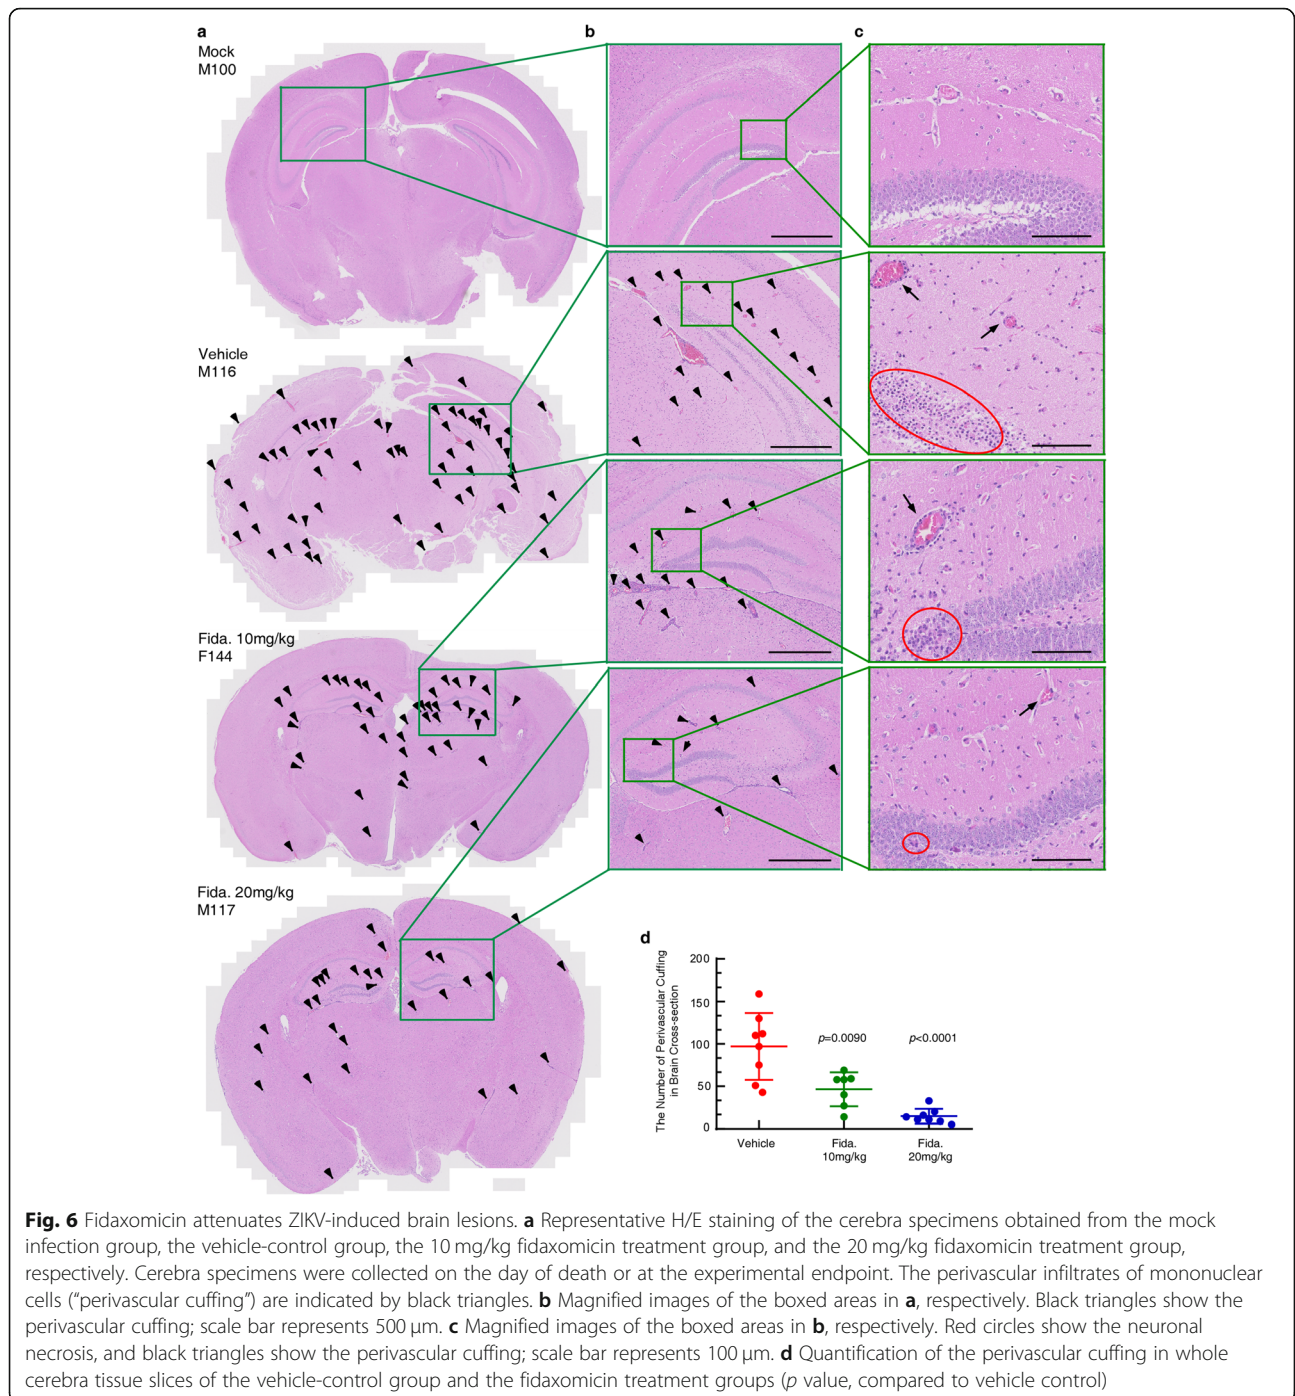 a
b
c
Mock
M100
Vehicle
M116
Fida. 10mg/kg
F144
Fida. 20mg/kg
M117
d
The Number of Perivascular Cuffing
in Brain Cross-section
200
150
100
50
0
p=0.0090
p<0.0001
Vehicle
Fida.
10mg/kg
Fida.
20mg/kg
Fig. 6 Fidaxomicin attenuates ZIKV-induced brain lesions. a Representative H/E staining of the cerebra specimens obtained from the mock
infection group, the vehicle-control group, the 10 mg/kg fidaxomicin treatment group, and the 20 mg/kg fidaxomicin treatment group,
respectively. Cerebra specimens were collected on the day of death or at the experimental endpoint. The perivascular infiltrates of mononuclear
cells (“perivascular cuffing”) are indicated by black triangles. b Magnified images of the boxed areas in a, respectively. Black triangles show the
perivascular cuffing; scale bar represents 500 μm. c Magnified images of the boxed areas in b, respectively. Red circles show the neuronal
necrosis, and black triangles show the perivascular cuffing; scale bar represents 100 μm. d Quantification of the perivascular cuffing in whole
cerebra tissue slices of the vehicle-control group and the fidaxomicin treatment groups (p value, compared to vehicle control)